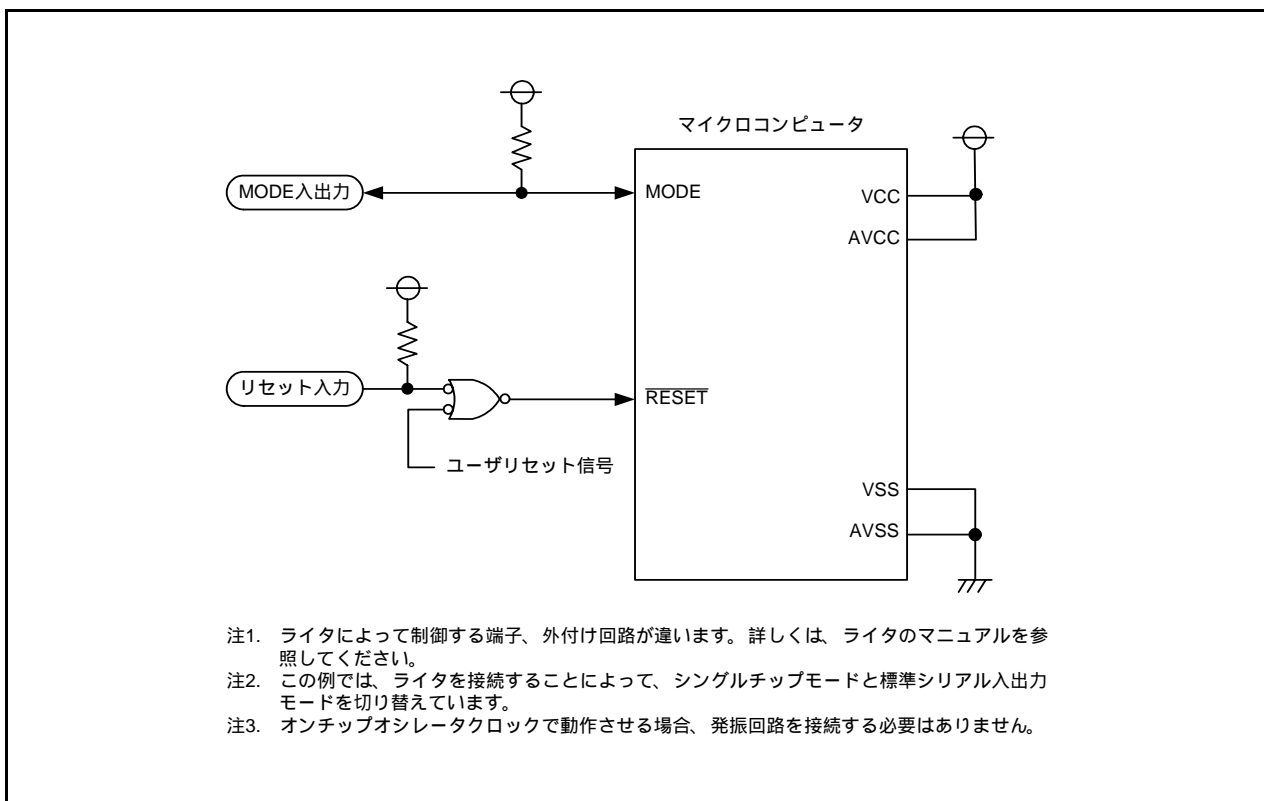 マイクロコンピュータ
MODE入出力
MODE
VCC
AVCC
リセット入力
RESET
ユーザリセット信号
VSS
AVSS
注1. ライタによって制御する端子、外付け回路が違います。詳しくは、ライタのマニュアルを参
照してください。
注2. この例では、ライタを接続することによって、シングルチップモードと標準シリアル入出力
モードを切り替えています。
注3. オンチップオシレータクロックで動作させる場合、発振回路を接続する必要はありません。